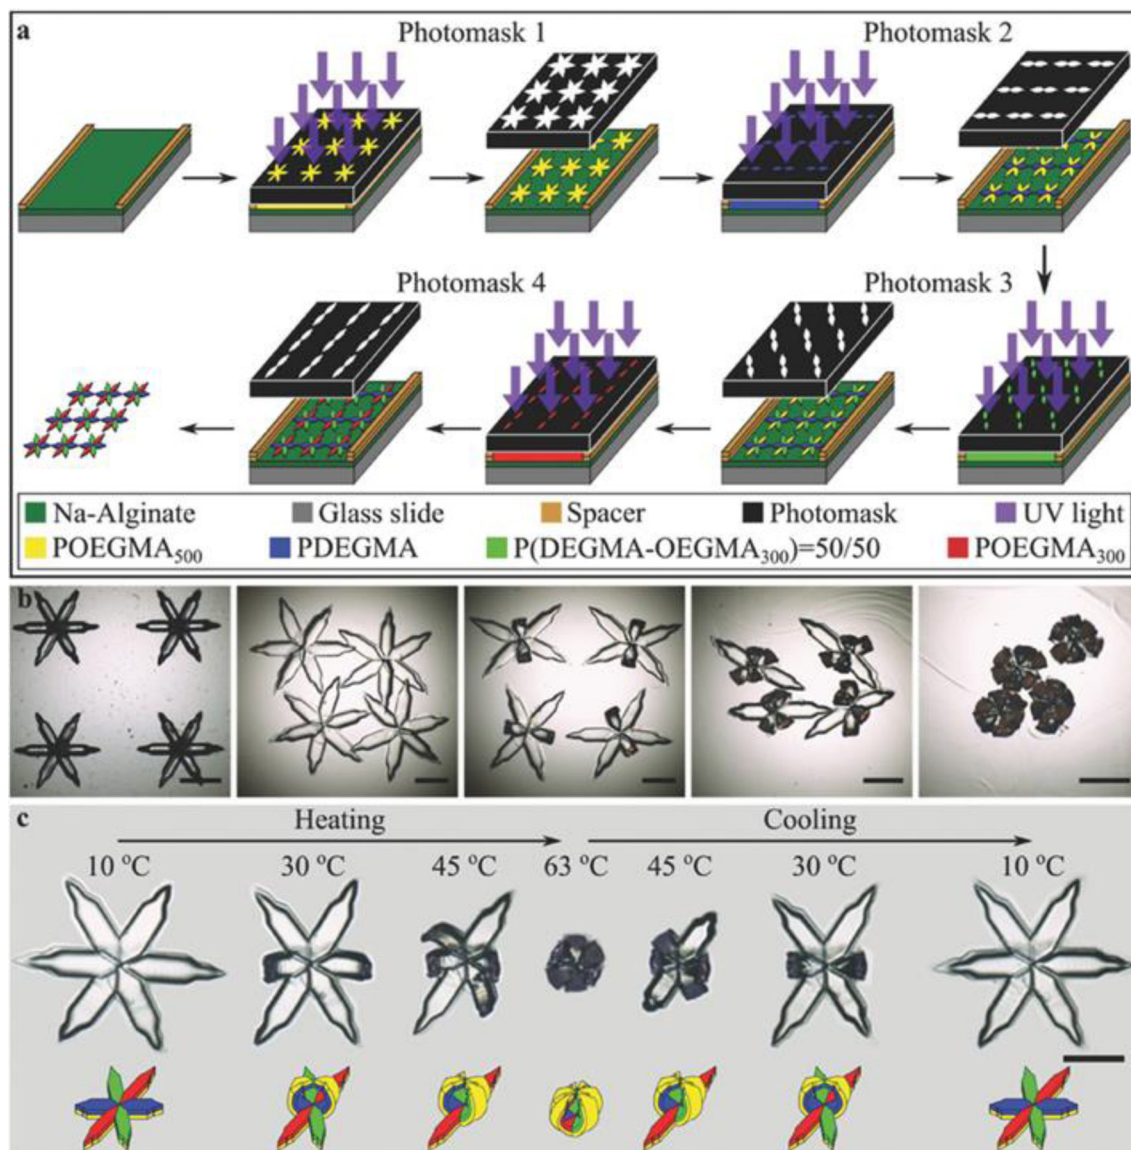 a
Photomask 1
Photomask 2
Photomask 4
Photomask 3
Na-Alginate
Glass slide
Spacer
Photomask
UV light
POEGMA₅₀₀
PDEGMA
P(DEGMA-OEGMA₃₀₀)=50/50
POEGMA₃₀₀
b
c
Heating
Cooling
10 °C
30 °C
45 °C
63 °C
45 °C
30 °C
10 °C